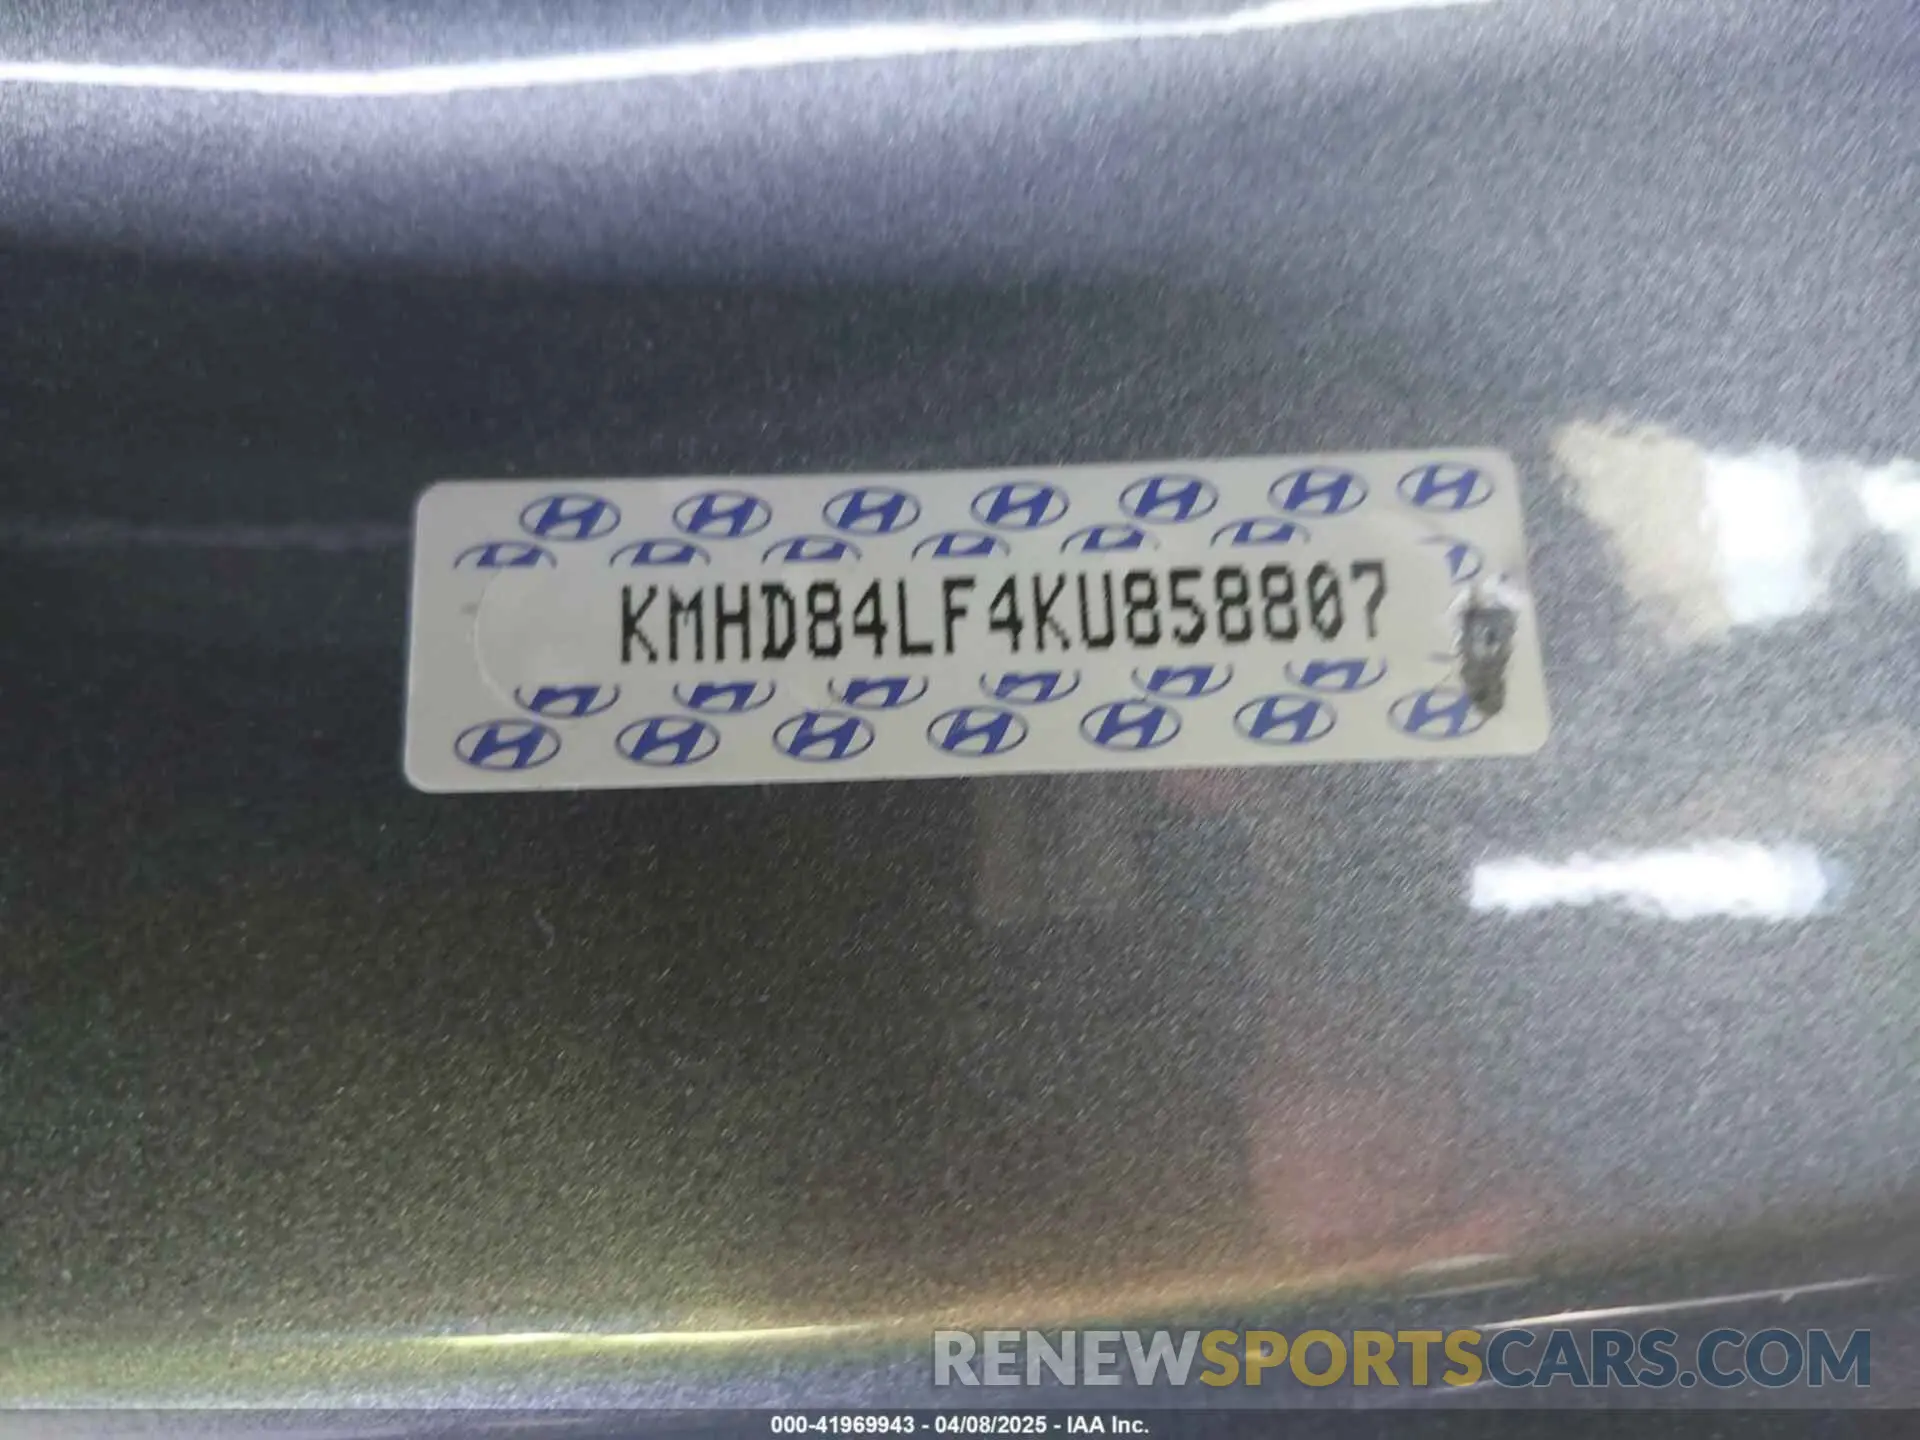 KMHD84LF4KU858807
RENEWSPORTSCARS.COM
000-41969943 - 04/08/2025 - IAA Inc.